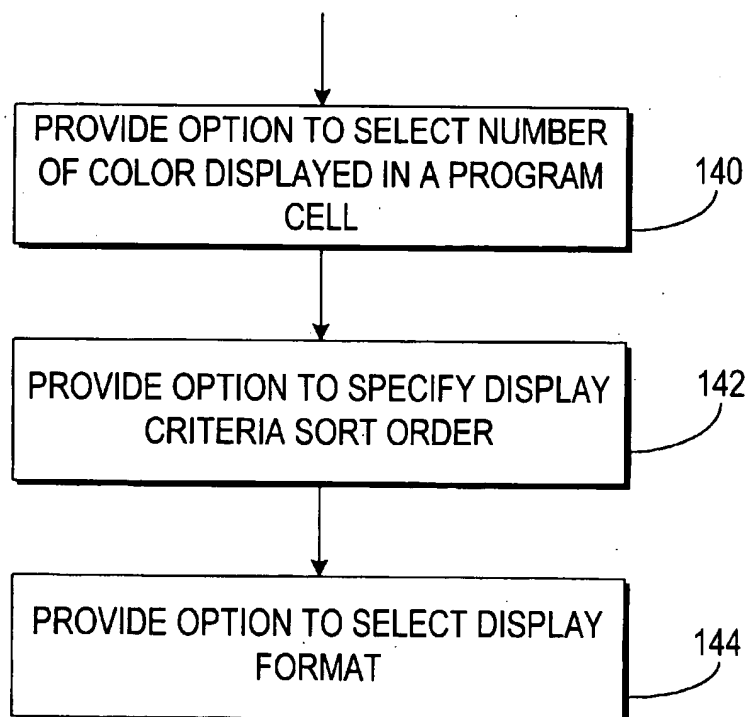 PROVIDE OPTION TO SELECT NUMBER
OF COLOR DISPLAYED IN A PROGRAM
CELL
140
PROVIDE OPTION TO SPECIFY DISPLAY
CRITERIA SORT ORDER
142
PROVIDE OPTION TO SELECT DISPLAY
FORMAT
144